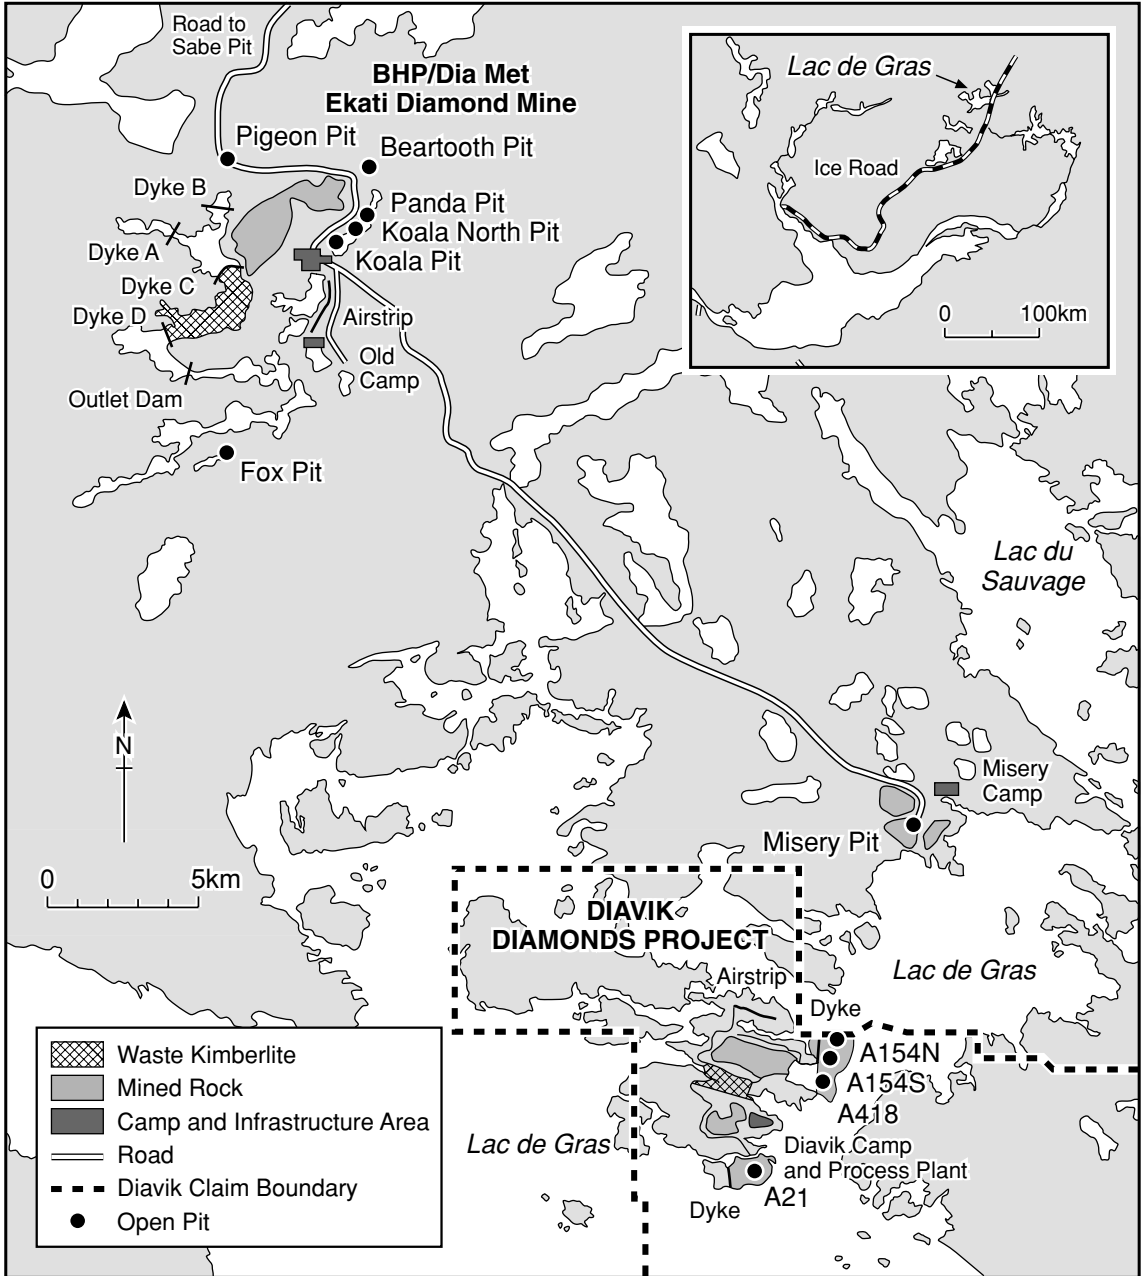 Road to
Sabe Pit
BHP/Dia Met
Ekati Diamond Mine
Pigeon Pit
Beartooth Pit
Dyke B
Panda Pit
Koala North Pit
Dyke A
Koala Pit
Dyke C
Dyke D
Airstrip
Old
Camp
Outlet Dam
Fox Pit
Lac de Gras
Ice Road
0 100km
Lac du
Sauvage
N
0 5km
Misery
Camp
Misery Pit
DIAVIK
DIAMONDS PROJECT
Lac de Gras
Airstrip
Dyke
A154N
A154S
A418
Lac de Gras
Diavik Camp
and Process Plant
A21
Dyke
Waste Kimberlite
Mined Rock
Camp and Infrastructure Area
Road
Diavik Claim Boundary
Open Pit